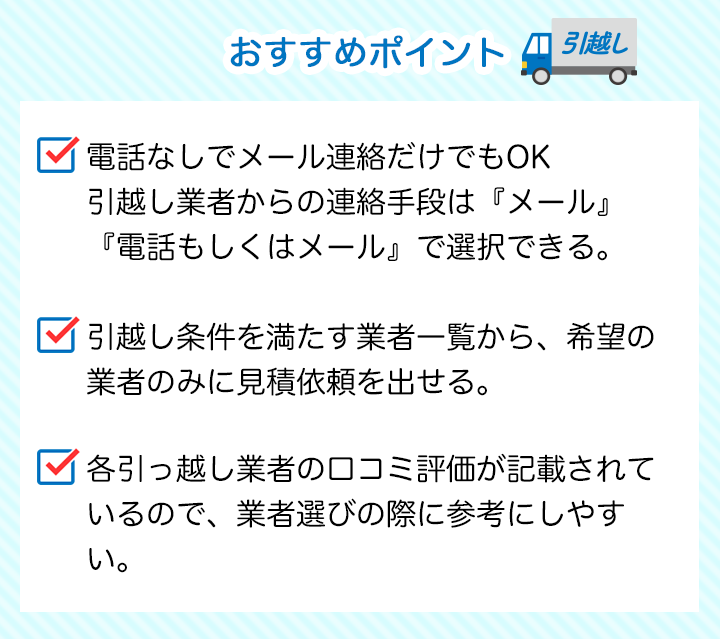 おすすめポイント
引越し
電話なしでメール連絡だけでもOK
引越し業者からの連絡手段は『メール』
『電話もしくはメール』で選択できる。
引越し条件を満たす業者一覧から、希望の
業者のみに見積依頼を出せる。
各引っ越し業者の口コミ評価が記載されて
いるので、業者選びの際に参考にしやす
い。